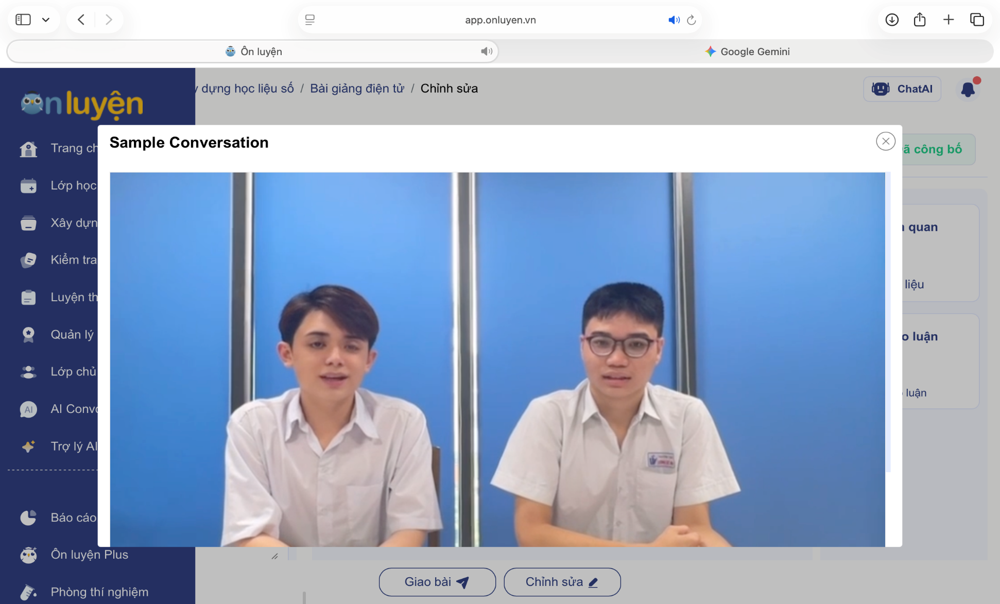 app.onluyen.vn
Ôn luyện
Google Gemini
ôn luyện
y dựng học liệu số / Bài giảng điện tử / Chỉnh sửa
ChatAI
Trang ch
Lớp học
Xây dựn
Kiểm tra
Luyện th
Quản lý
Lớp chủ
AI
AI Conv
Trợ lý AI
Báo cáo
Ôn luyện Plus
Phòng thí nghiệm
Sample Conversation
ã công bố
quan
liệu
o luận
luận
Giao bài
Chỉnh sửa